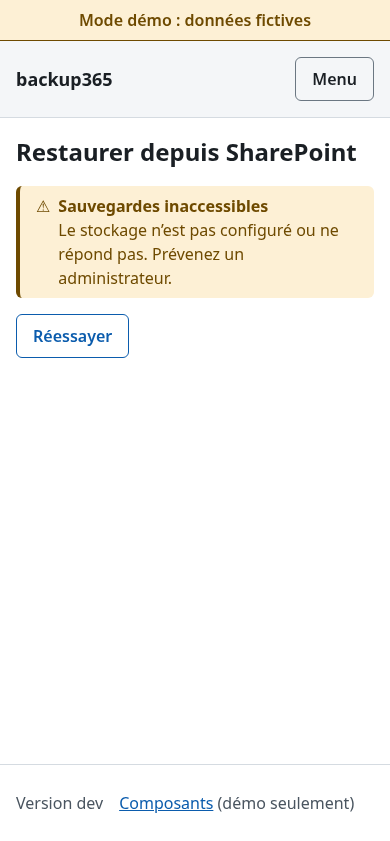 Mode démo : données fictives
backup365
Menu
Restaurer depuis SharePoint
⚠ Sauvegardes inaccessibles
Le stockage n’est pas configuré ou ne
répond pas. Prévenez un
administrateur.
Réessayer
Version dev Composants (démo seulement)